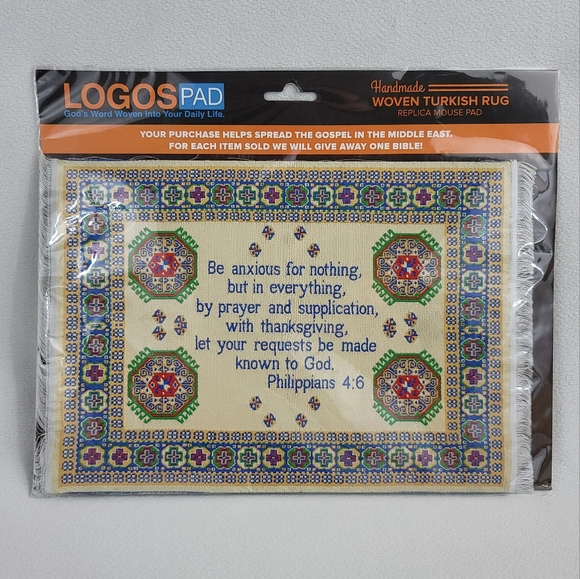 LOGOSPAD
God's Word Woven Into Your Daily Life.
Handmade
WOVEN TURKISH RUG
REPLICA MOUSE PAD
YOUR PURCHASE HELPS SPREAD THE GOSPEL IN THE MIDDLE EAST.
FOR EACH ITEM SOLD WE WILL GIVE AWAY ONE BIBLE!
Be anxious for nothing,
but in everything,
by prayer and supplication,
with thanksgiving,
let your requests be made
known to God.
Philippians 4:6